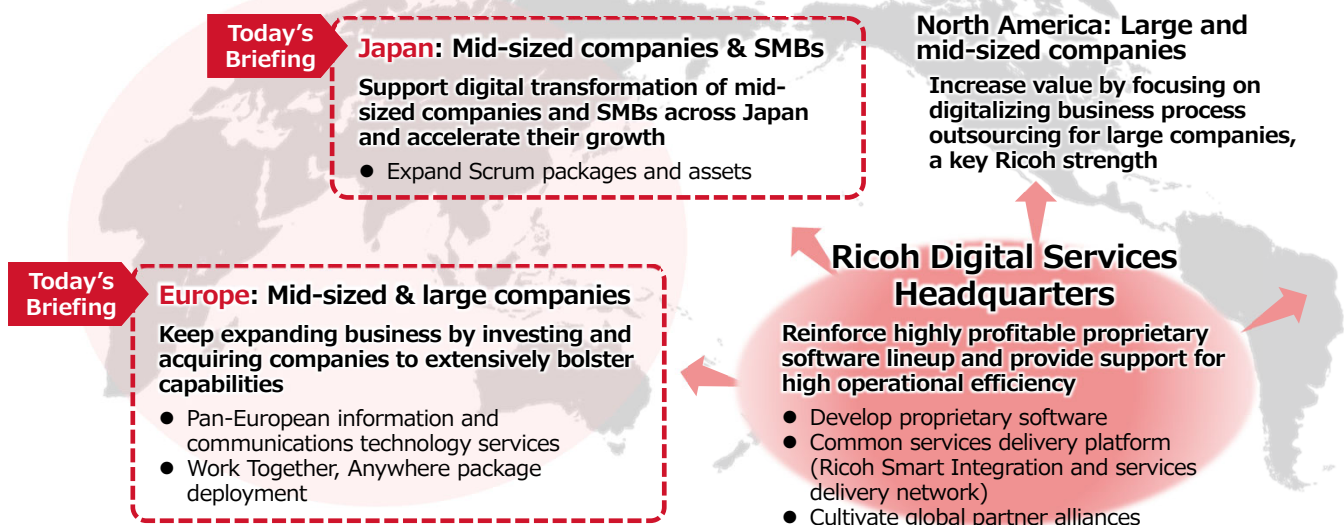 Today's
Briefing
Japan: Mid-sized companies & SMBs
Support digital transformation of mid-
sized companies and SMBs across Japan
and accelerate their growth
● Expand Scrum packages and assets
North America: Large and
mid-sized companies
Increase value by focusing on
digitalizing business process
outsourcing for large companies,
a key Ricoh strength
Today's
Briefing
Europe: Mid-sized & large companies
Keep expanding business by investing and
acquiring companies to extensively bolster
capabilities
● Pan-European information and
communications technology services
● Work Together, Anywhere package
deployment
Ricoh Digital Services
Headquarters
Reinforce highly profitable proprietary
software lineup and provide support for
high operational efficiency
● Develop proprietary software
● Common services delivery platform
(Ricoh Smart Integration and services
delivery network)
● Cultivate global partner alliances